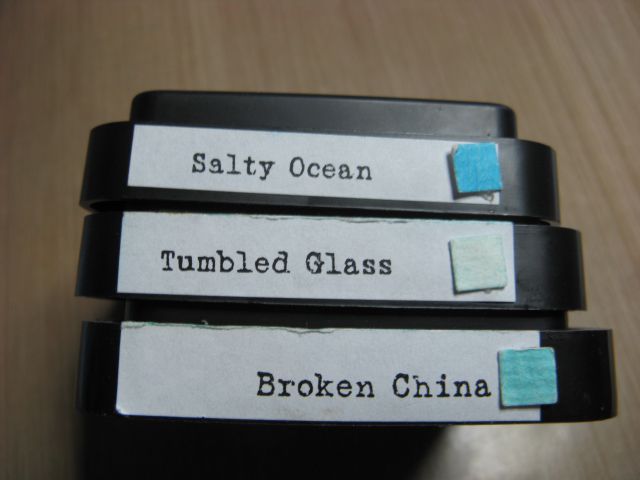 Salty Ocean
Tumbled Glass
Broken China